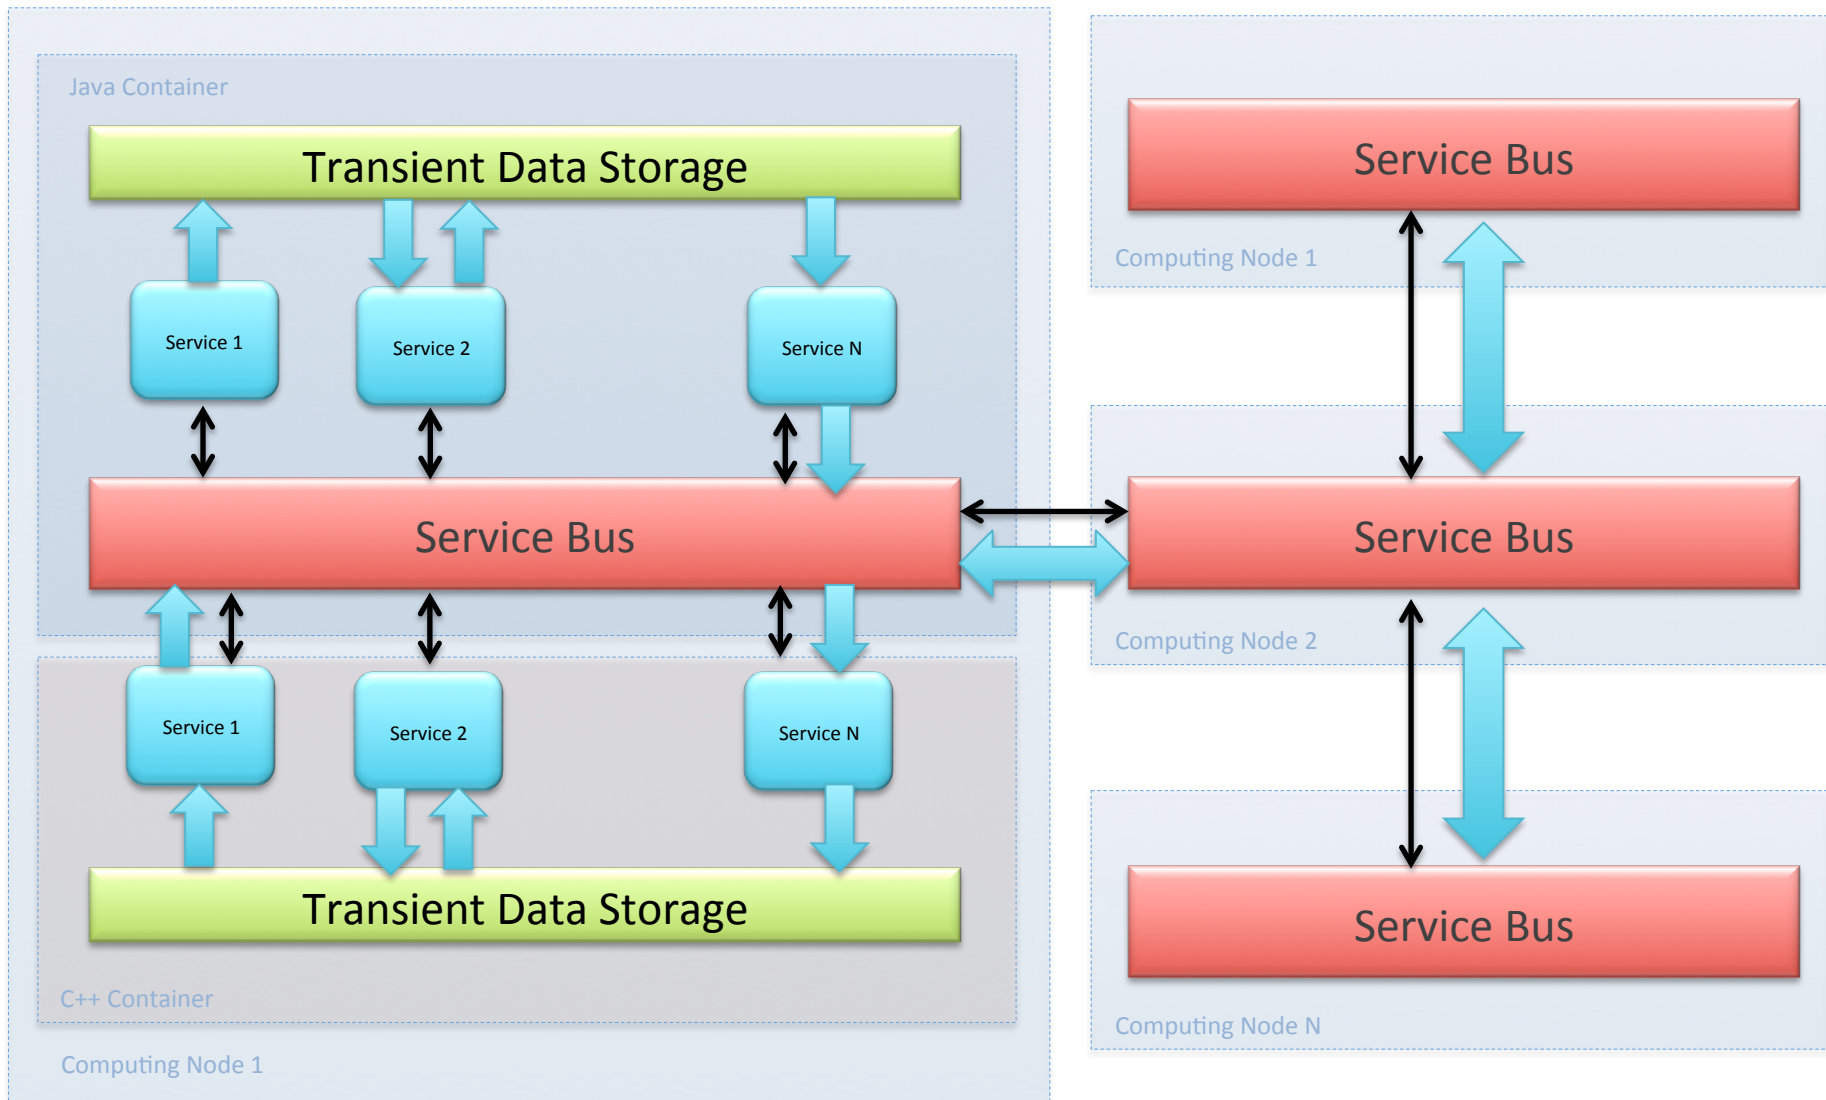 Java Container
Transient Data Storage
Service 1
Service 2
Service N
Service Bus
Service 1
Service 2
Service N
Transient Data Storage
C++ Container
Computing Node 1
Service Bus
Computing Node 1
Service Bus
Computing Node 2
Service Bus
Computing Node N